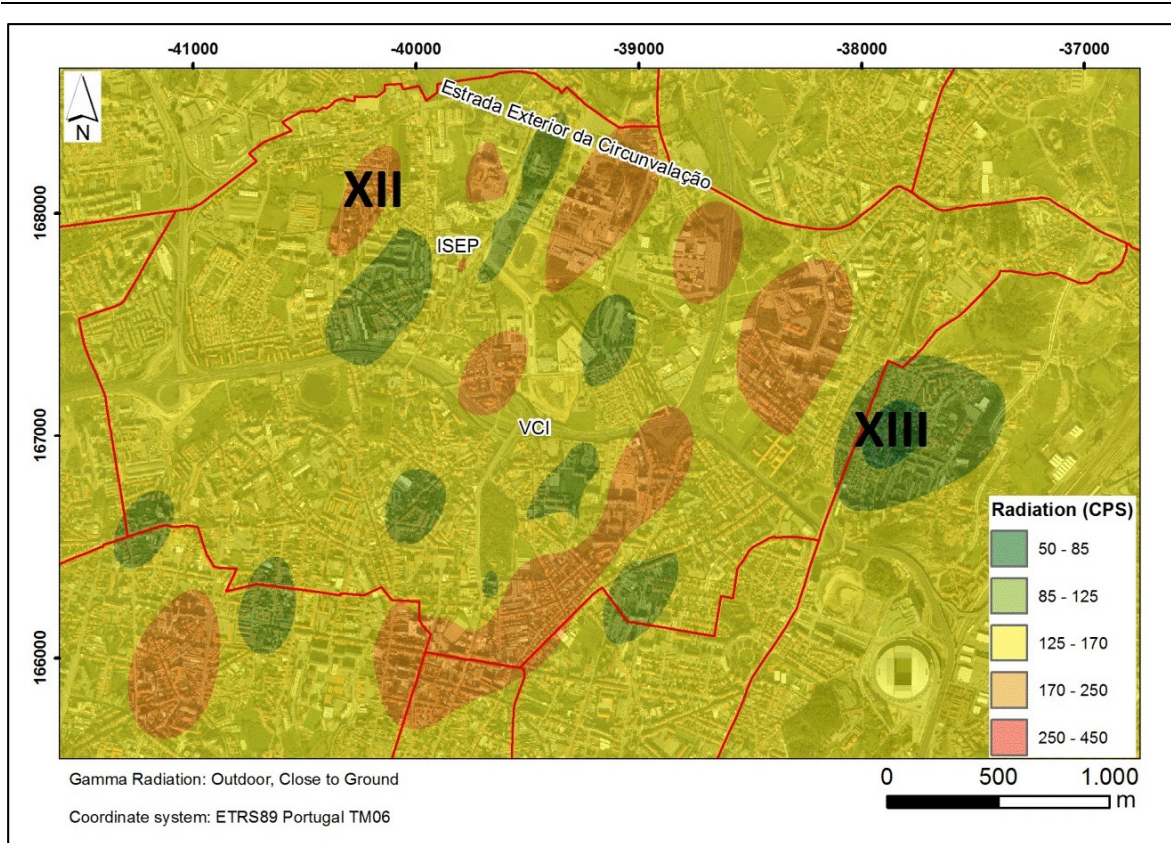 -41000 -40000 -39000 -38000 -37000
N
Estrada Exterior da Circunvalação
168000
XII
ISEP
167000
VCI
XIII
166000
Radiation (CPS)
50 - 85
85 - 125
125 - 170
170 - 250
250 - 450
Gamma Radiation: Outdoor, Close to Ground
0 500 1.000
m
Coordinate system: ETRS89 Portugal TM06